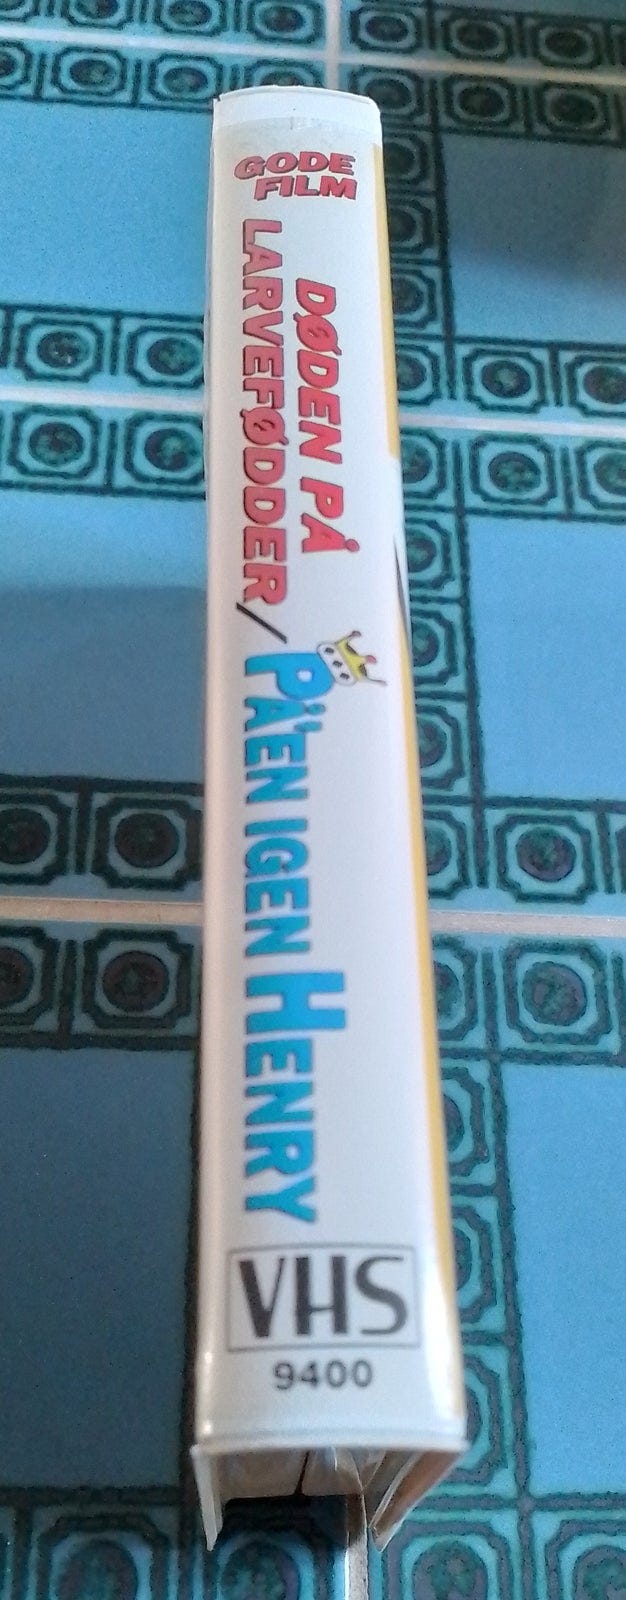 GODE
FILM
DØDEN PÅ
LARVEFØDDER/
PÅ'EN IGEN HENRY
VHS
9400